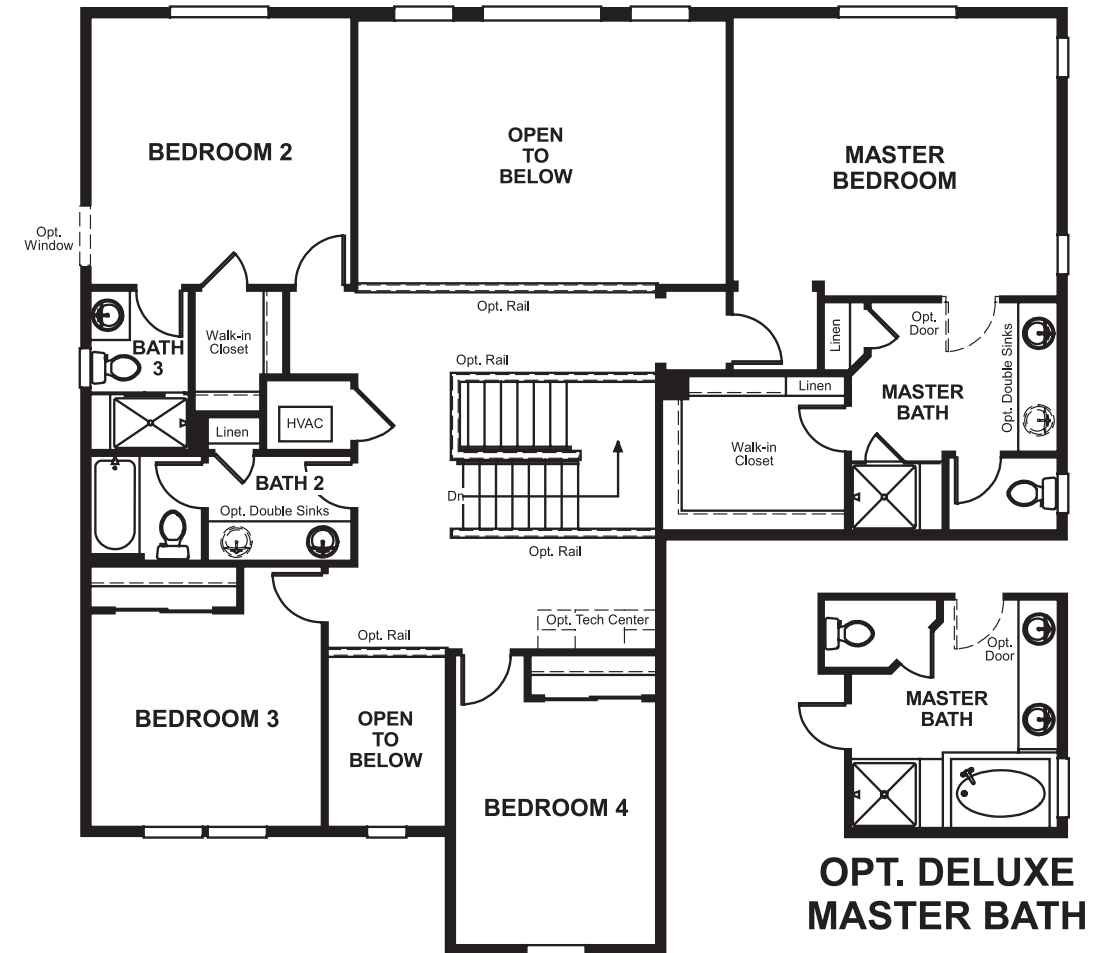 BEDROOM 2
OPEN
TO
BELOW
MASTER
BEDROOM
Opt.
Window
Opt. Rail
BATH
3
Walk-in
Closet
Opt. Rail
Linen
Opt.
Door
Opt. Double Sinks
MASTER
BATH
Linen
HVAC
Linen
Walk-in
Closet
BATH 2
Opt. Double Sinks
Dn
Opt. Rail
Opt. Tech Center
Opt. Rail
BEDROOM 3
OPEN
TO
BELOW
BEDROOM 4
Opt.
Door
MASTER
BATH
OPT. DELUXE
MASTER BATH